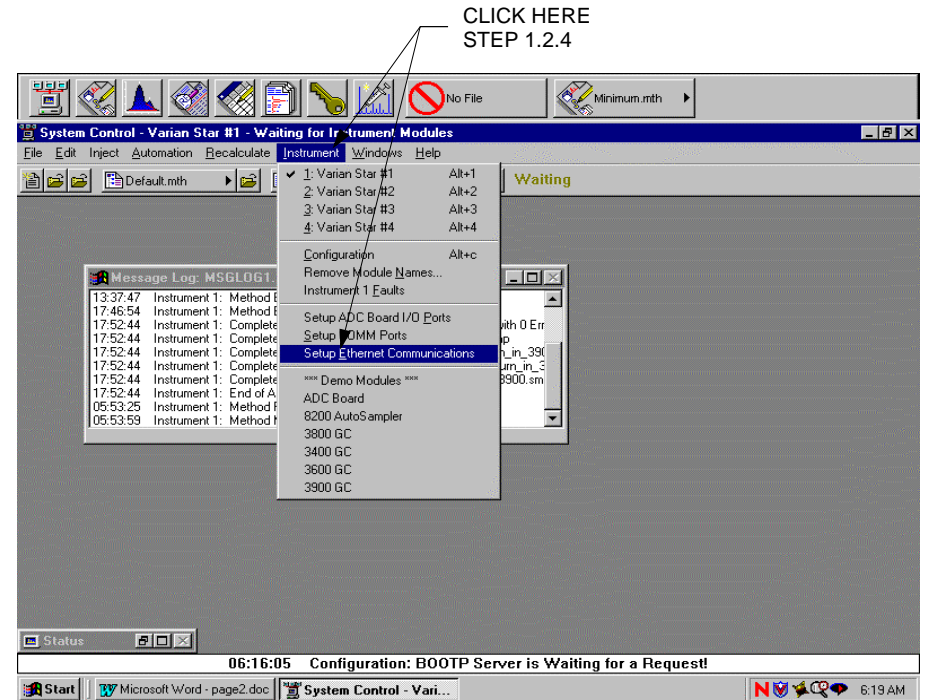 CLICK HERE
STEP 1.2.4
No File
Minimum.mth
System Control - Varian Star #1 - Waiting for Instrument Modules
File Edit Inject Automation Recalculate Instrument Windows Help
Default.mth
Waiting
✓ 1: Varian Star #1 Alt+1
2: Varian Star #2 Alt+2
3: Varian Star #3 Alt+3
4: Varian Star #4 Alt+4
Configuration Alt+c
Remove Module Names...
Instrument 1 Faults
Setup ADC Board I/O Ports
Setup COMM Ports
Setup Ethernet Communications
*** Demo Modules ***
ADC Board
8200 AutoSampler
3800 GC
3400 GC
3600 GC
3900 GC
Message Log: MSGLOG1.
13:37:47 Instrument 1: Method
17:46:54 Instrument 1: Method
17:52:44 Instrument 1: Complete with 0 Err
17:52:44 Instrument 1: Complete
17:52:44 Instrument 1: Complete _in_390
17:52:44 Instrument 1: Complete urn_in_3
17:52:44 Instrument 1: Complete 3900.sm
17:52:44 Instrument 1: End of A
05:53:25 Instrument 1: Method
05:53:59 Instrument 1: Method
Status
06:16:05 Configuration: BOOTP Server is Waiting for a Request!
Start Microsoft Word - page2.doc System Control - Vari... N 6:19 AM